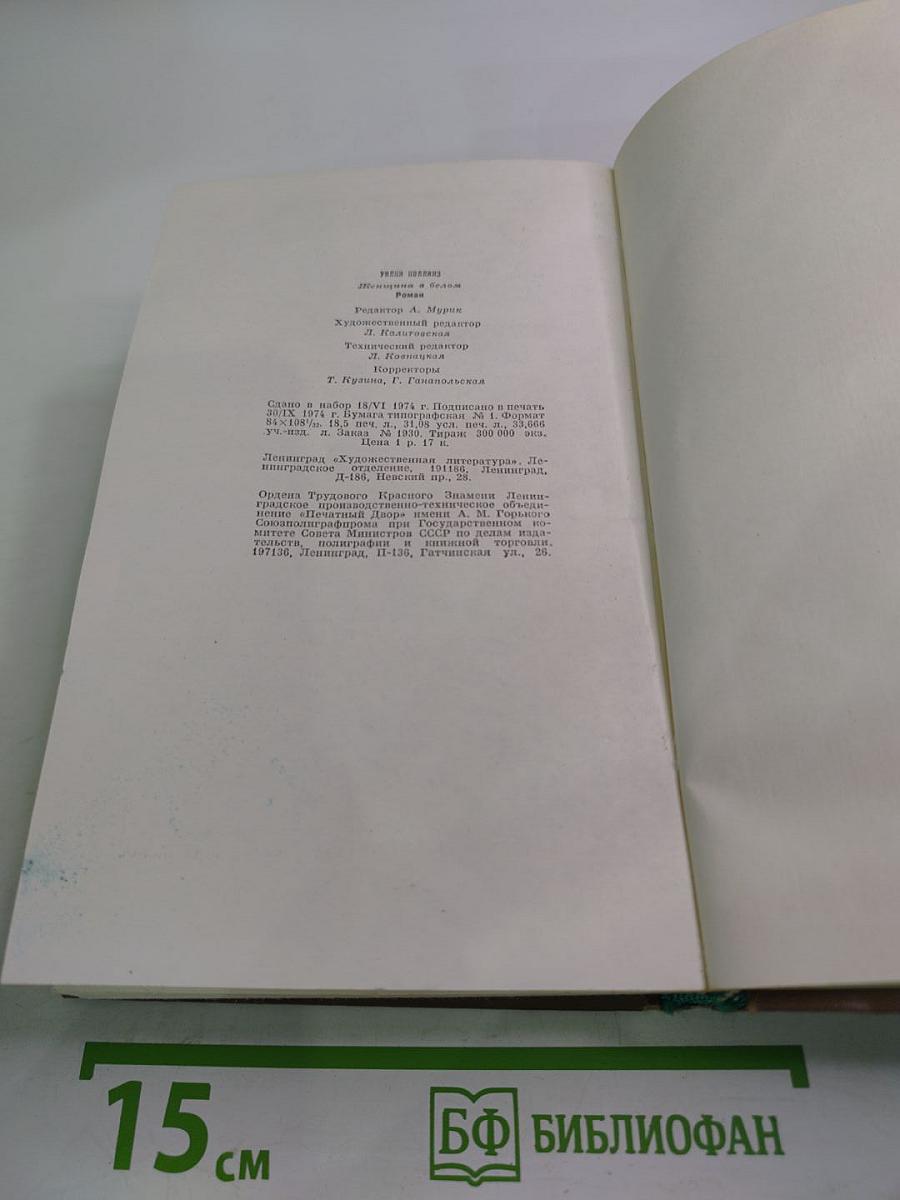 УИЛКИ КОЛЛИНЗ
Женщина в белом
Роман
Редактор А. Мурик
Художественный редактор
Л. Калитовская
Технический редактор
Л. Ковнацкая
Корректоры
Т. Кузина, Г. Ганапольская
Сдано в набор 18/VI 1974 г. Подписано в печать
30/IX 1974 г. Бумага типографская № 1. Формат
84×108¹/₃₂. 18,5 печ. л., 31,08 усл. печ. л., 33,666
уч.-изд. л. Заказ № 1930. Тираж 300 000 экз.
Цена 1 р. 17 к.
Ленинград «Художественная литература». Ле-
нинградское отделение, 191186, Ленинград,
Д-186, Невский пр., 28.
Ордена Трудового Красного Знамени Ленин-
градское производственно-техническое объеди-
нение «Печатный Двор» имени А. М. Горького
Союзполиграфпрома при Государственном ко-
митете Совета Министров СССР по делам изда-
тельств, полиграфии и книжной торговли.
197136, Ленинград, П-136, Гатчинская ул., 26.
15 см
БФ БИБЛИОФАН